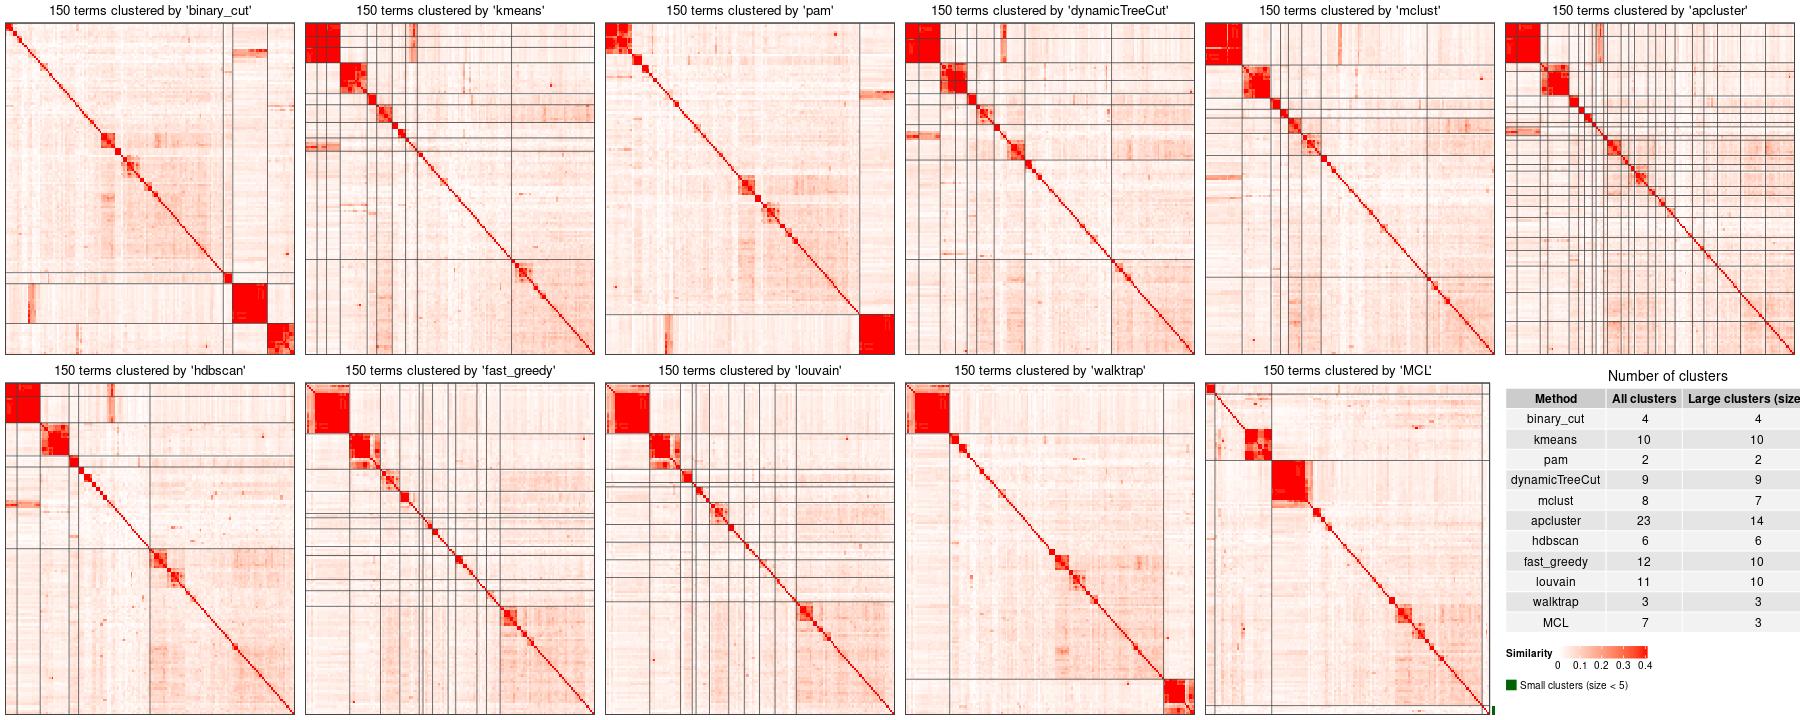 150 terms clustered by 'binary_cut'
150 terms clustered by 'kmeans'
150 terms clustered by 'pam'
150 terms clustered by 'dynamicTreeCut'
150 terms clustered by 'mclust'
150 terms clustered by 'apcluster'
150 terms clustered by 'hdbscan'
150 terms clustered by 'fast_greedy'
150 terms clustered by 'louvain'
150 terms clustered by 'walktrap'
150 terms clustered by 'MCL'
Number of clusters
Method All clusters Large clusters (size
binary_cut 4 4
kmeans 10 10
pam 2 2
dynamicTreeCut 9 9
mclust 8 7
apcluster 23 14
hdbscan 6 6
fast_greedy 12 10
louvain 11 10
walktrap 3 3
MCL 7 3
Similarity
0 0.1 0.2 0.3 0.4
Small clusters (size < 5)